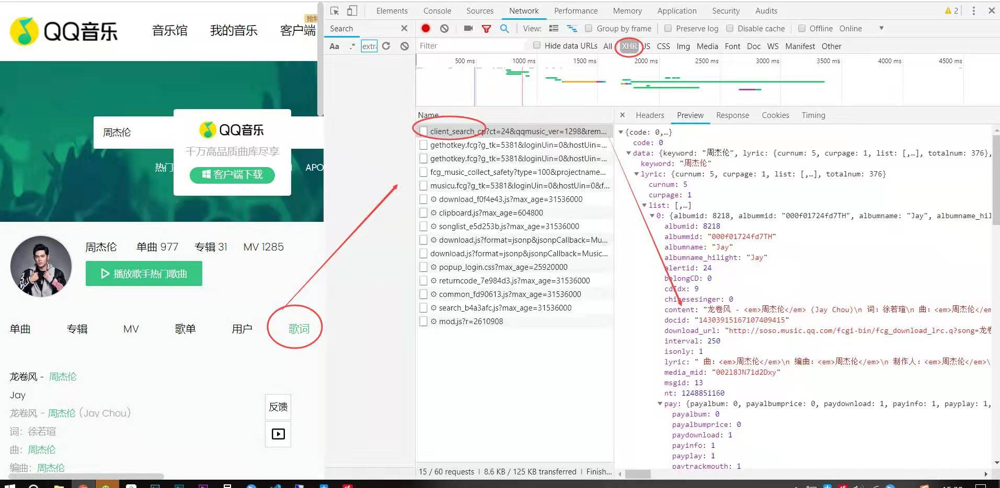 QQ音乐
音乐馆 我的音乐 客户端
抢特
周杰伦
QQ音乐
千万高品质曲库尽享
客户端下载
热门
APO
周杰伦 单曲 977 专辑 31 MV 1285
播放歌手热门歌曲
单曲 专辑 MV 歌单 用户 歌词
龙卷风 - 周杰伦
Jay
龙卷风 - 周杰伦 (Jay Chou)
词：徐若瑄
曲：周杰伦
编曲：周杰伦
反馈
Elements Console Sources Network Performance Memory Application Security Audits 2
Search
Aa .* extr
View: Group by frame Preserve log Disable cache Offline Online
Filter Hide data URLs All XHR JS CSS Img Media Font Doc WS Manifest Other
500 ms 1000 ms 1500 ms 2000 ms 2500 ms 3000 ms 3500 ms 4000 ms 4500 ms
Name
client_search_cp?ct=24&qqmusic_ver=1298&rem...
gethotkey.fcg?g_tk=5381&loginUin=0&hostUin=...
gethotkey.fcg?g_tk=5381&loginUin=0&hostUin=...
fcg_music_collect_safety?type=100&projectname...
musicu.fcg?g_tk=5381&loginUin=0&hostUin=0&f...
download_f0f4e43.js?max_age=31536000
clipboard.js?max_age=604800
songlist_e5d253b.js?max_age=31536000
download.js?format=jsonp&jsonpCallback=Mu...
download.js?format=jsonp&jsonpCallback=Music...
popup_login.css?max_age=25920000
returncode_7e984d3.js?max_age=31536000
common_fd90613.js?max_age=31536000
search_b4a3afc.js?max_age=31536000
mod.js?r=2610908
15 / 60 requests | 8.6 KB / 125 KB transferred | Finish...
Headers Preview Response Cookies Timing
{code: 0,…}
code: 0
data: {keyword: "周杰伦", lyric: {curnum: 5, curpage: 1, list: [,…], totalnum: 376},
keyword: "周杰伦"
lyric: {curnum: 5, curpage: 1, list: [,…], totalnum: 376}
curnum: 5
curpage: 1
list: [,…]
0: {albumid: 8218, albummid: "000f01724fd7TH", albumname: "Jay", albumname_hil
albumid: 8218
albummid: "000f01724fd7TH"
albumname: "Jay"
albumname_hilight: "Jay"
alertid: 24
belongCD: 0
cdIdx: 9
chinesesinger: 0
content: "龙卷风 - <em>周杰伦</em> (Jay Chou)\n 词：徐若瑄\n 曲：<em>周杰伦</em
docid: "14303915167107409415"
download_url: "http://soso.music.qq.com/fcgi-bin/fcg_download_lrc.q?song=龙卷
interval: 250
isonly: 1
lyric: " 曲：<em>周杰伦</em>\n 编曲：<em>周杰伦</em>\n 制作人：<em>周杰伦</em>\
media_mid: "002l8JN71d2Dxy"
msgid: 13
nt: 1248851160
pay: {payalbum: 0, payalbumprice: 0, paydownload: 1, payinfo: 1, payplay: 1,
payalbum: 0
payalbumprice: 0
paydownload: 1
payinfo: 1
payplay: 1
paytrackmouth: 1